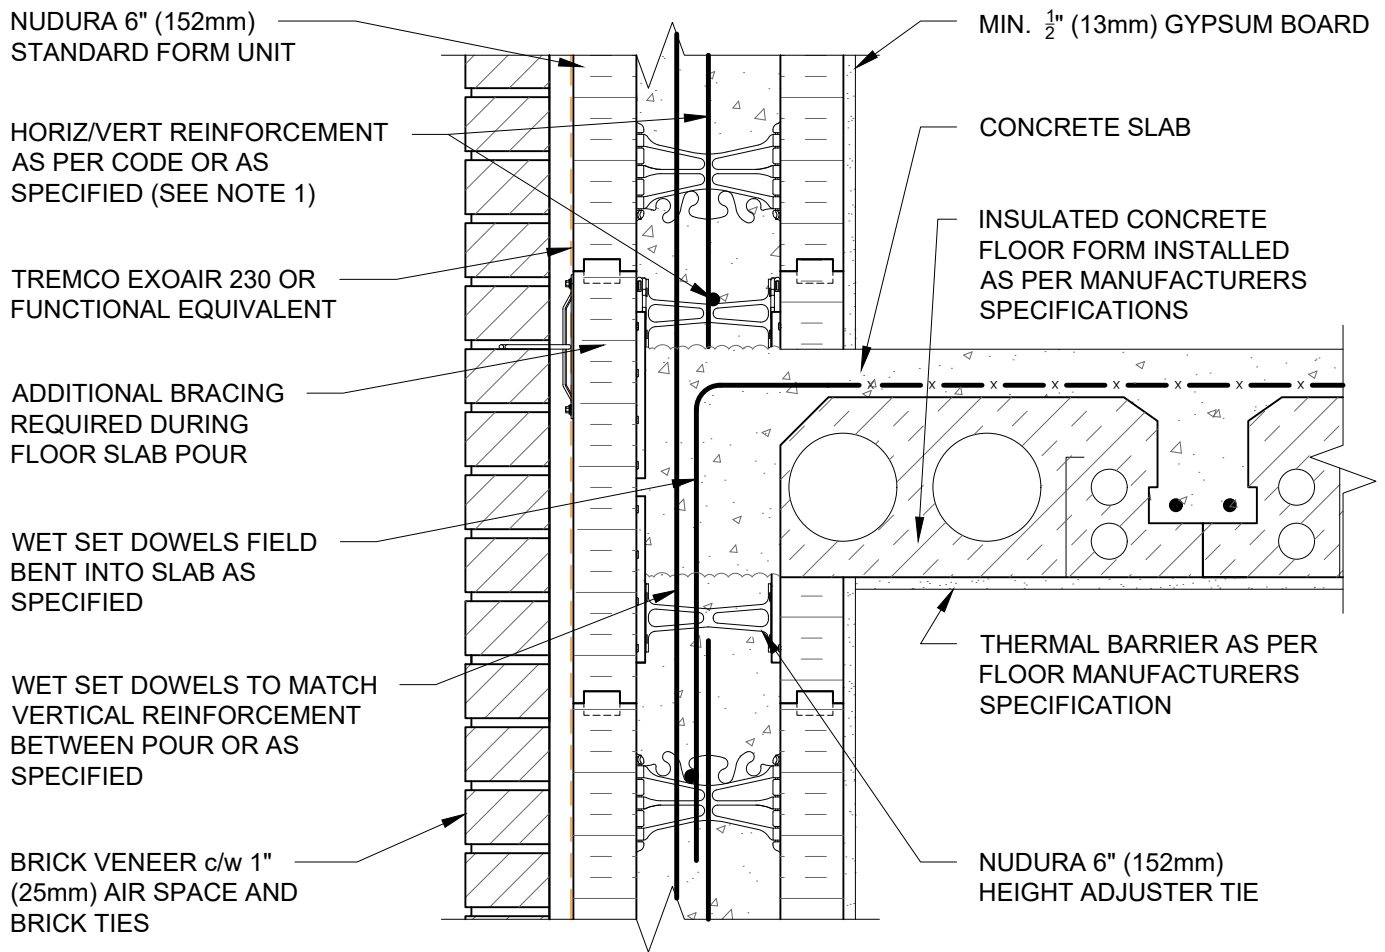 NUDURA 6" (152mm)
STANDARD FORM UNIT
HORIZ/VERT REINFORCEMENT
AS PER CODE OR AS
SPECIFIED (SEE NOTE 1)
TREMCO EXOAIR 230 OR
FUNCTIONAL EQUIVALENT
ADDITIONAL BRACING
REQUIRED DURING
FLOOR SLAB POUR
WET SET DOWELS FIELD
BENT INTO SLAB AS
SPECIFIED
WET SET DOWELS TO MATCH
VERTICAL REINFORCEMENT
BETWEEN POUR OR AS
SPECIFIED
BRICK VENEER c/w 1"
(25mm) AIR SPACE AND
BRICK TIES
MIN. 1/2" (13mm) GYPSUM BOARD
CONCRETE SLAB
INSULATED CONCRETE
FLOOR FORM INSTALLED
AS PER MANUFACTURERS
SPECIFICATIONS
THERMAL BARRIER AS PER
FLOOR MANUFACTURERS
SPECIFICATION
NUDURA 6" (152mm)
HEIGHT ADJUSTER TIE